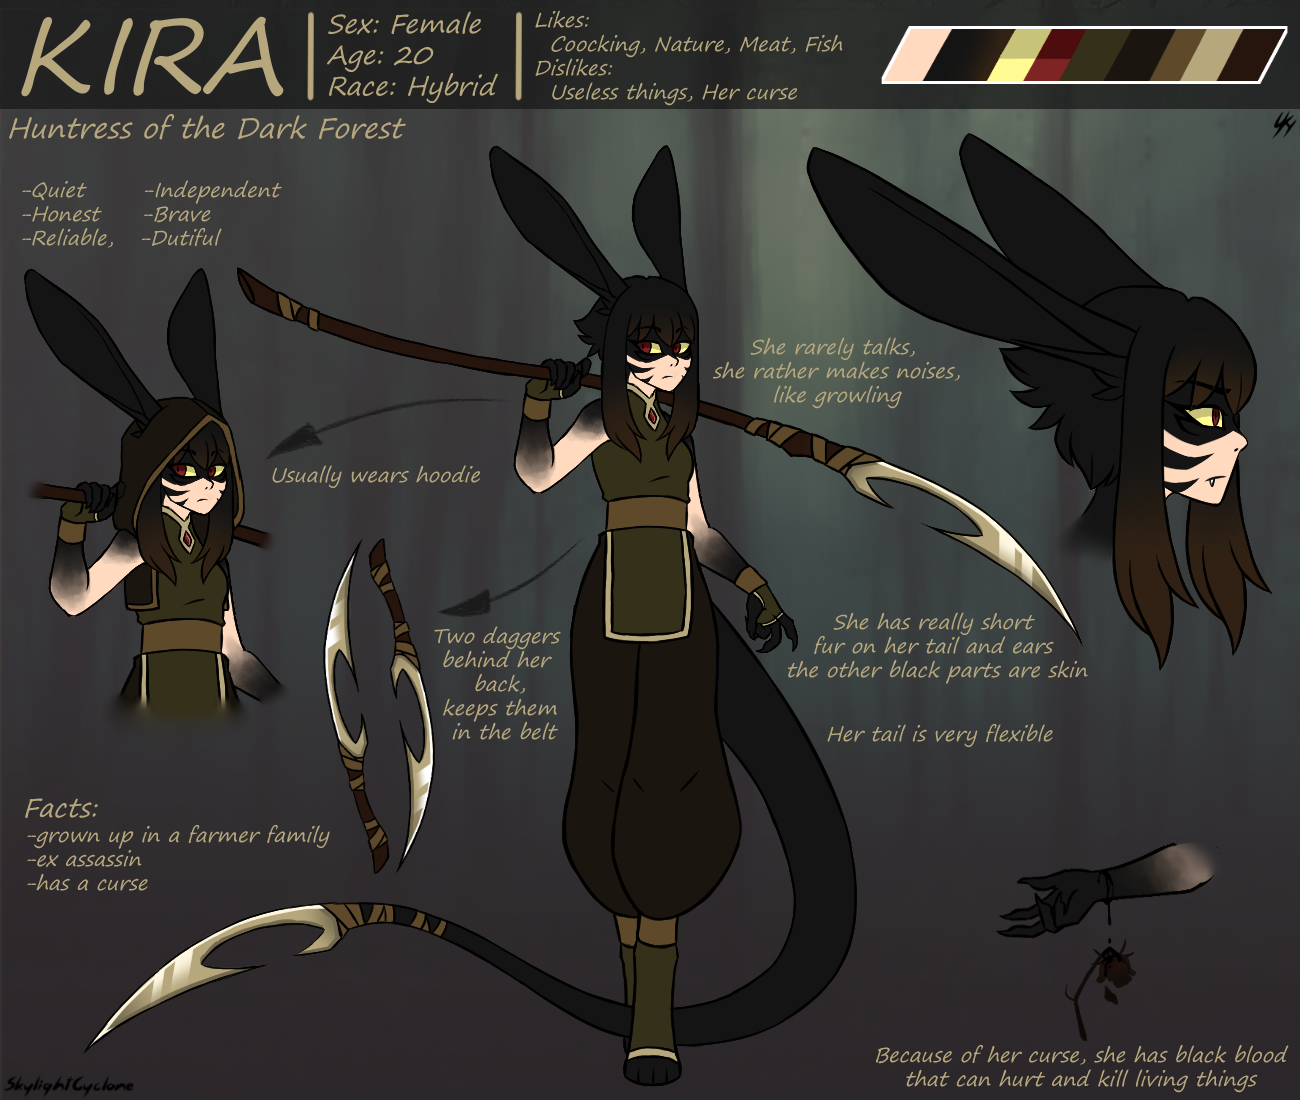 KIRA
Sex: Female
Age: 20
Race: Hybrid
Likes:
Coocking, Nature, Meat, Fish
Dislikes:
Useless things, Her curse
Huntress of the Dark Forest
-Quiet
-Honest
-Reliable,
-Independent
-Brave
-Dutiful
She rarely talks,
she rather makes noises,
like growling
Usually wears hoodie
Two daggers
behind her
back,
keeps them
in the belt
She has really short
fur on her tail and ears
the other black parts are skin
Her tail is very flexible
Facts:
-grown up in a farmer family
-ex assassin
-has a curse
Because of her curse, she has black blood
that can hurt and kill living things
SkylightCyclone